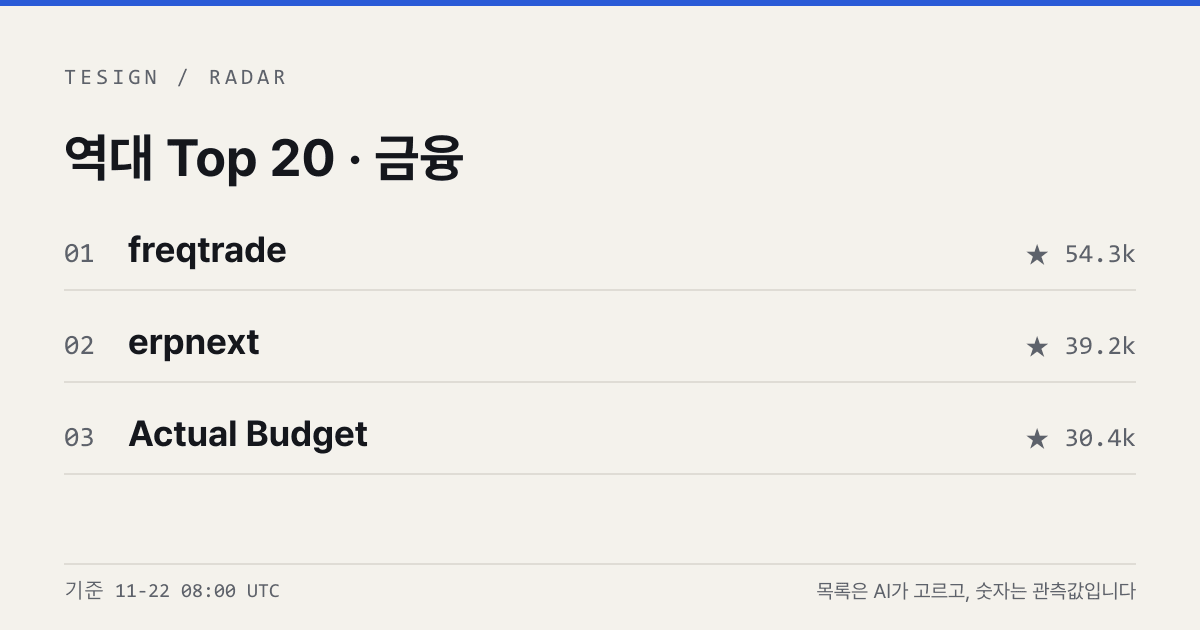 TESIGN / RADAR
역대 Top 20 · 금융
01 freqtrade ★ 54.3k
02 erpnext ★ 39.2k
03 Actual Budget ★ 30.4k
기준 11-22 08:00 UTC
목록은 AI가 고르고, 숫자는 관측값입니다